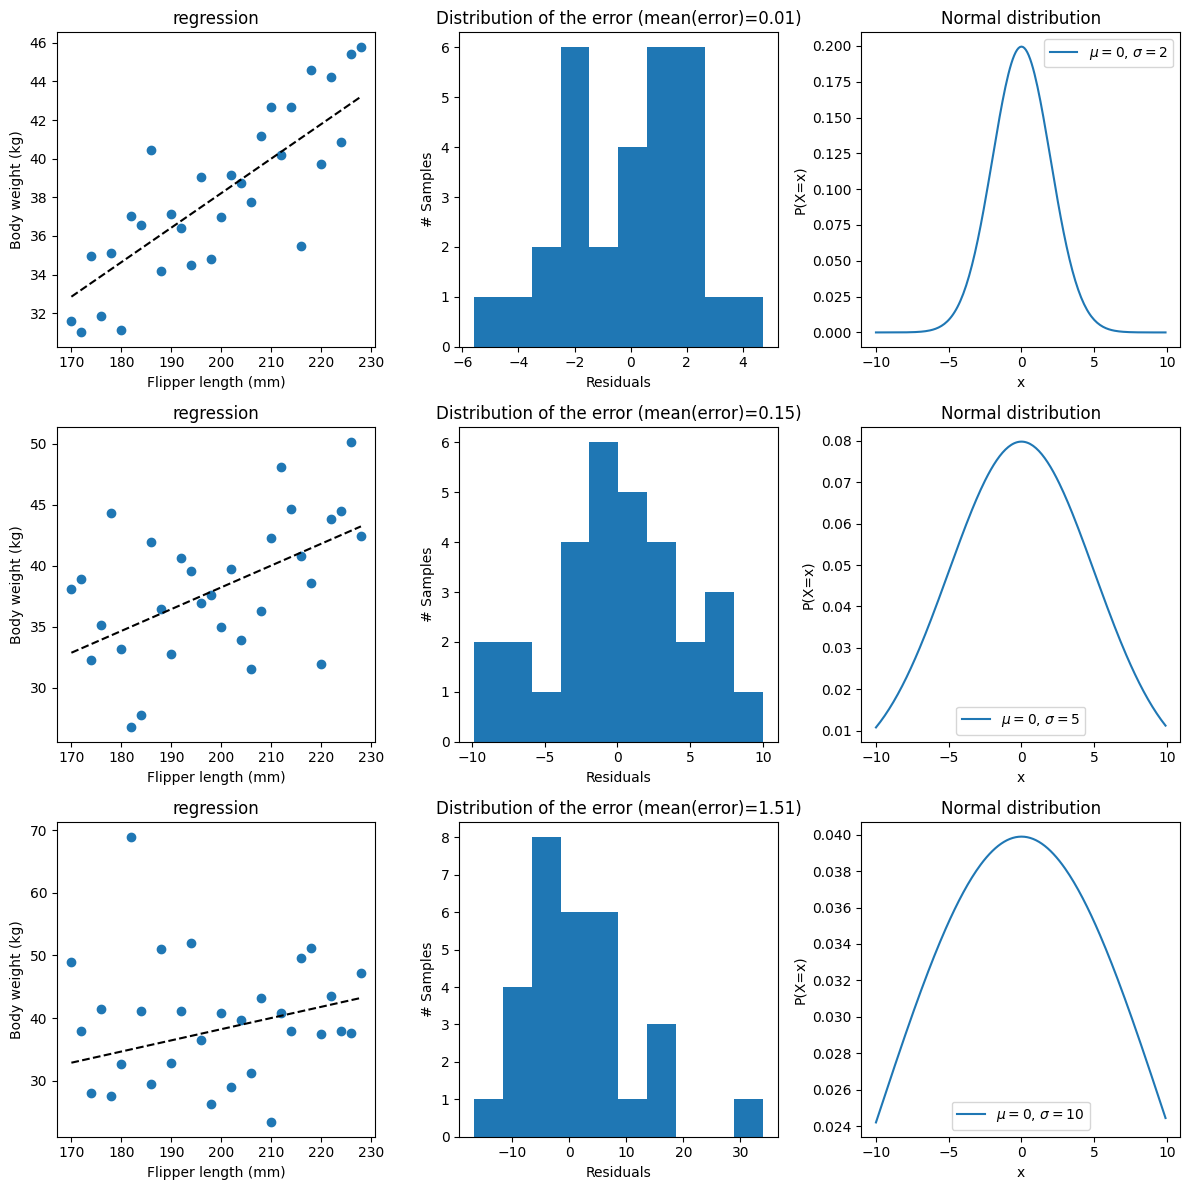 regression
Body weight (kg)
46
44
42
40
38
36
34
32
170 180 190 200 210 220 230
Flipper length (mm)
Distribution of the error (mean(error)=0.01)
# Samples
6
5
4
3
2
1
0
−6 −4 −2 0 2 4
Residuals
Normal distribution
P(X=x)
0.200
0.175
0.150
0.125
0.100
0.075
0.050
0.025
0.000
μ = 0, σ = 2
−10 −5 0 5 10
x
regression
Body weight (kg)
50
45
40
35
30
170 180 190 200 210 220 230
Flipper length (mm)
Distribution of the error (mean(error)=0.15)
# Samples
6
5
4
3
2
1
0
−10 −5 0 5 10
Residuals
Normal distribution
P(X=x)
0.08
0.07
0.06
0.05
0.04
0.03
0.02
0.01
μ = 0, σ = 5
−10 −5 0 5 10
x
regression
Body weight (kg)
70
60
50
40
30
170 180 190 200 210 220 230
Flipper length (mm)
Distribution of the error (mean(error)=1.51)
# Samples
8
7
6
5
4
3
2
1
0
−10 0 10 20 30
Residuals
Normal distribution
P(X=x)
0.040
0.038
0.036
0.034
0.032
0.030
0.028
0.026
0.024
μ = 0, σ = 10
−10 −5 0 5 10
x